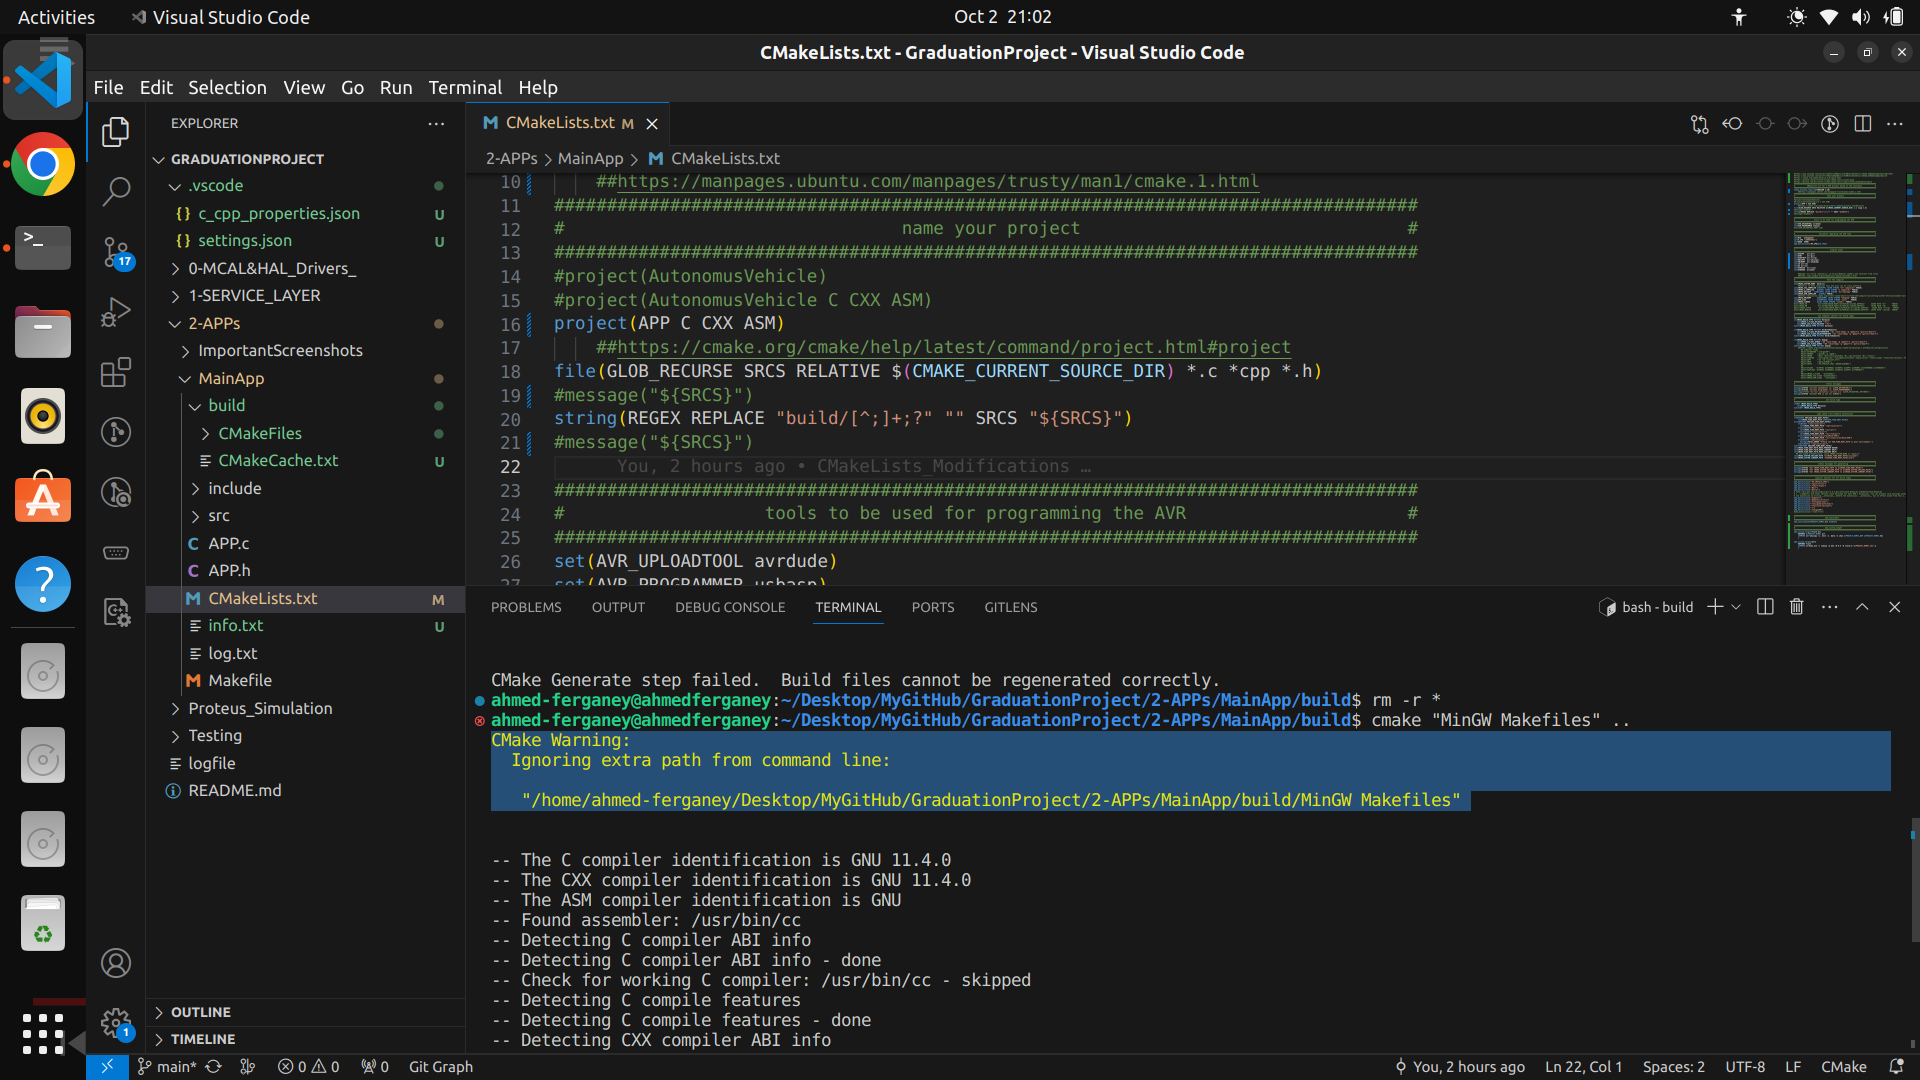 Activities
Visual Studio Code
Oct 2 21:02
CMakeLists.txt - GraduationProject - Visual Studio Code
File Edit Selection View Go Run Terminal Help
EXPLORER
GRADUATIONPROJECT
.vscode
{} c_cpp_properties.json U
{} settings.json U
0-MCAL&HAL_Drivers_
1-SERVICE_LAYER
2-APPs
ImportantScreenshots
MainApp
build
CMakeFiles
CMakeCache.txt U
include
src
C APP.c
C APP.h
M CMakeLists.txt M
info.txt U
log.txt
M Makefile
Proteus_Simulation
Testing
logfile
README.md
OUTLINE
TIMELINE
17
1
M CMakeLists.txt M
2-APPs > MainApp > M CMakeLists.txt
10 ##https://manpages.ubuntu.com/manpages/trusty/man1/cmake.1.html
11 ##################################################################################
12 # name your project #
13 ##################################################################################
14 #project(AutonomusVehicle)
15 #project(AutonomusVehicle C CXX ASM)
16 project(APP C CXX ASM)
17 ##https://cmake.org/cmake/help/latest/command/project.html#project
18 file(GLOB_RECURSE SRCS RELATIVE $(CMAKE_CURRENT_SOURCE_DIR) *.c *cpp *.h)
19 #message("${SRCS}")
20 string(REGEX REPLACE "build/[^;]+;?" "" SRCS "${SRCS}")
21 #message("${SRCS}")
22 You, 2 hours ago • CMakeLists_Modifications …
23 ##################################################################################
24 # tools to be used for programming the AVR #
25 ##################################################################################
26 set(AVR_UPLOADTOOL avrdude)
27 set(AVR_PROGRAMMER usbasp)
PROBLEMS OUTPUT DEBUG CONSOLE TERMINAL PORTS GITLENS
bash - build
CMake Generate step failed. Build files cannot be regenerated correctly.
ahmed-ferganey@ahmedferganey:~/Desktop/MyGitHub/GraduationProject/2-APPs/MainApp/build$ rm -r *
ahmed-ferganey@ahmedferganey:~/Desktop/MyGitHub/GraduationProject/2-APPs/MainApp/build$ cmake "MinGW Makefiles" ..
CMake Warning:
Ignoring extra path from command line:
"/home/ahmed-ferganey/Desktop/MyGitHub/GraduationProject/2-APPs/MainApp/build/MinGW Makefiles"
-- The C compiler identification is GNU 11.4.0
-- The CXX compiler identification is GNU 11.4.0
-- The ASM compiler identification is GNU
-- Found assembler: /usr/bin/cc
-- Detecting C compiler ABI info
-- Detecting C compiler ABI info - done
-- Check for working C compiler: /usr/bin/cc - skipped
-- Detecting C compile features
-- Detecting C compile features - done
-- Detecting CXX compiler ABI info
main* 0 0 0 Git Graph
You, 2 hours ago Ln 22, Col 1 Spaces: 2 UTF-8 LF CMake